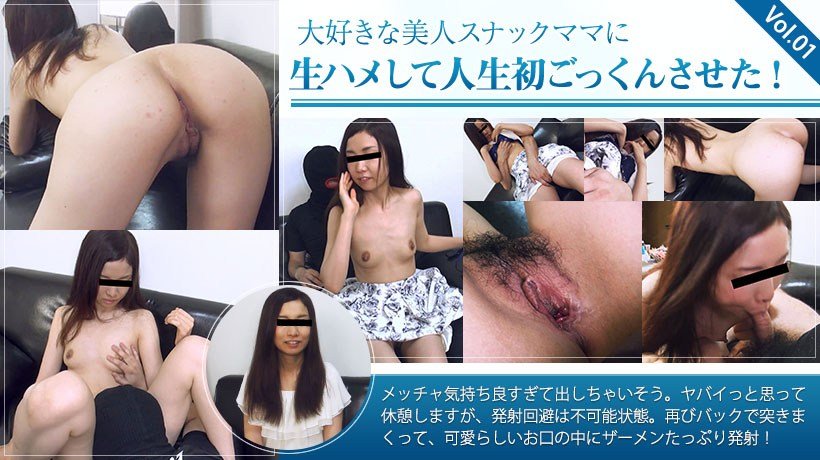 大好きな美人スナックママに
生ハメして人生初ごっくんさせた！
Vol.01
メッチャ気持ち良すぎて出しちゃいそう。ヤバイっと思って
休憩しますが、発射回避は不可能状態。再びバックで突きま
くって、可愛らしいお口の中にザーメンたっぷり発射！